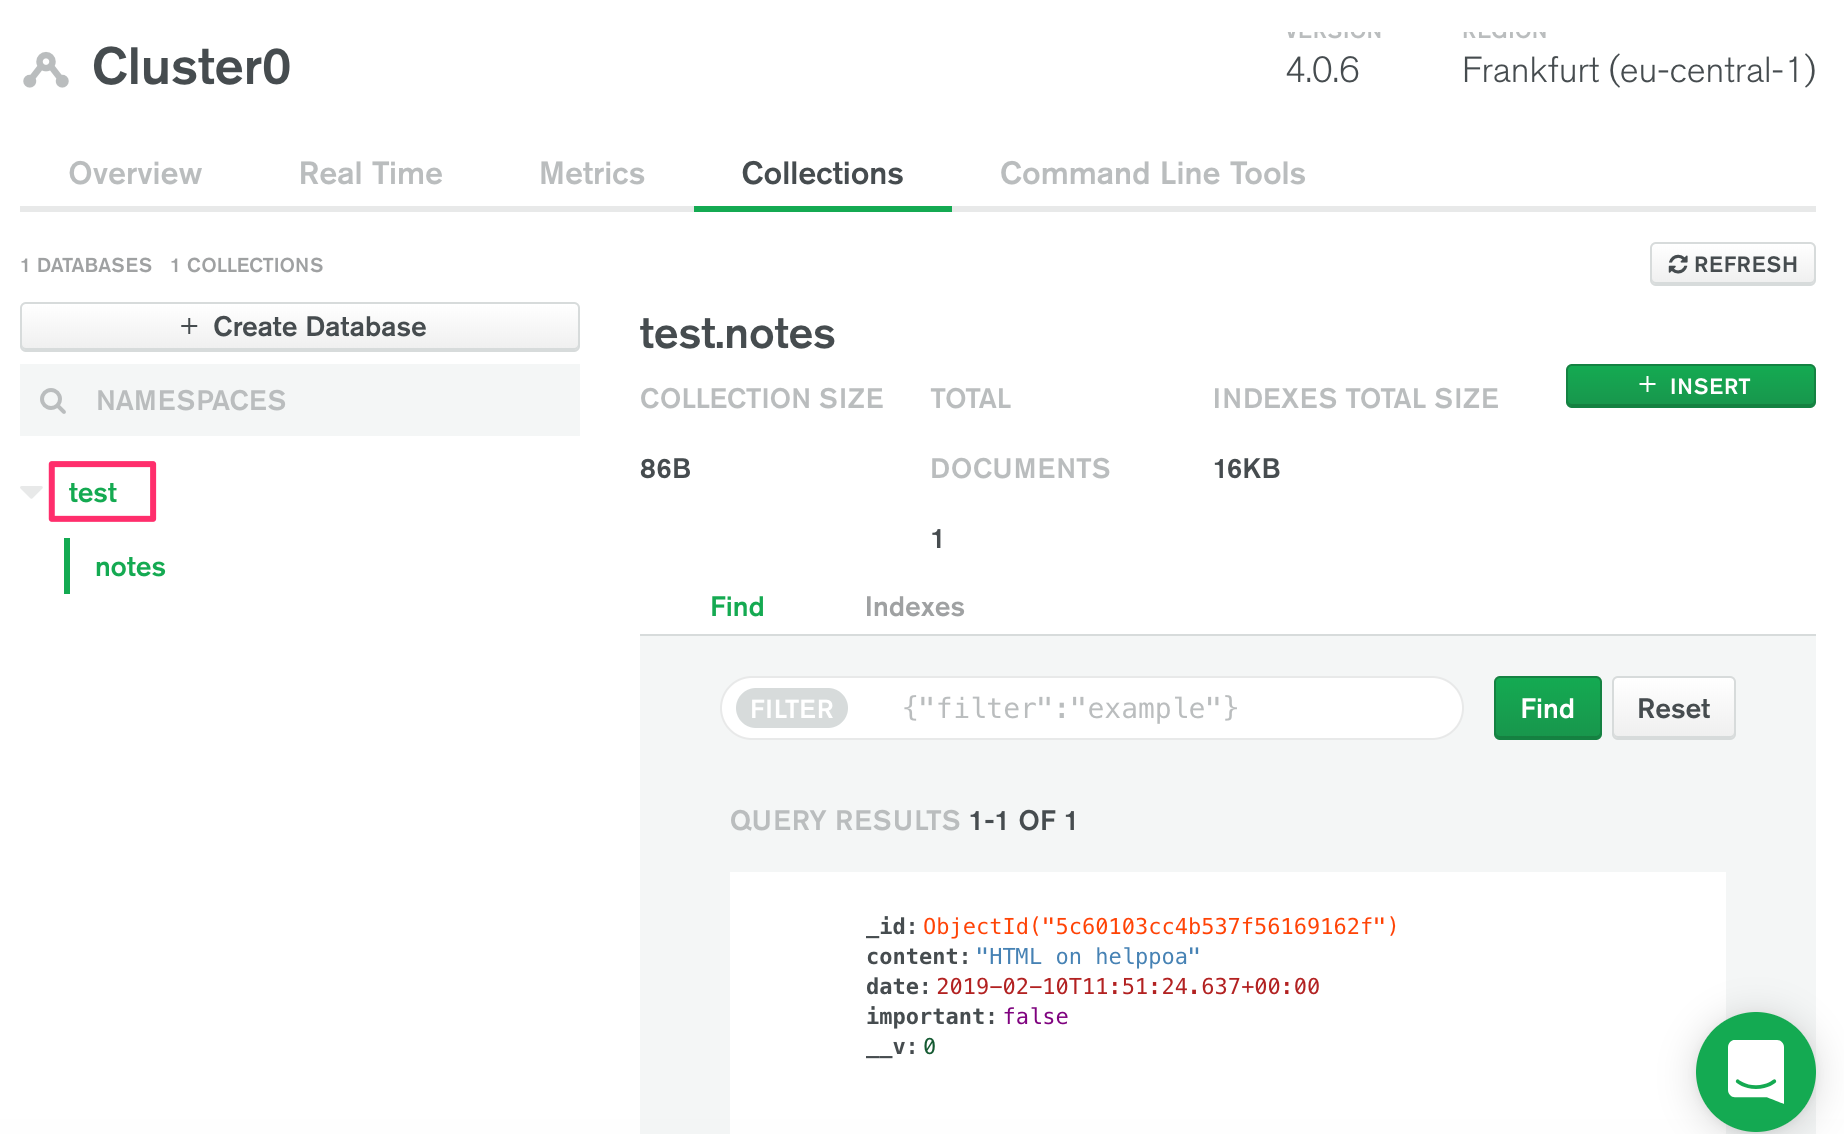 Cluster0
VERSION
4.0.6
REGION
Frankfurt (eu-central-1)
Overview
Real Time
Metrics
Collections
Command Line Tools
1 DATABASES 1 COLLECTIONS
REFRESH
+ Create Database
NAMESPACES
test
notes
test.notes
+ INSERT
COLLECTION SIZE
86B
TOTAL
DOCUMENTS
1
INDEXES TOTAL SIZE
16KB
Find
Indexes
FILTER
{"filter":"example"}
Find
Reset
QUERY RESULTS 1-1 OF 1
_id: ObjectId("5c60103cc4b537f56169162f")
content: "HTML on helppoa"
date: 2019-02-10T11:51:24.637+00:00
important: false
__v: 0